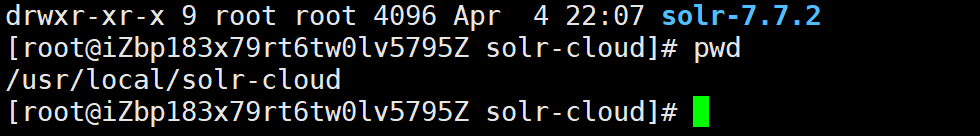 drwxr-xr-x 9 root root 4096 Apr  4 22:07 solr-7.7.2
[root@iZbp183x79rt6tw0lv5795Z solr-cloud]# pwd
/usr/local/solr-cloud
[root@iZbp183x79rt6tw0lv5795Z solr-cloud]#